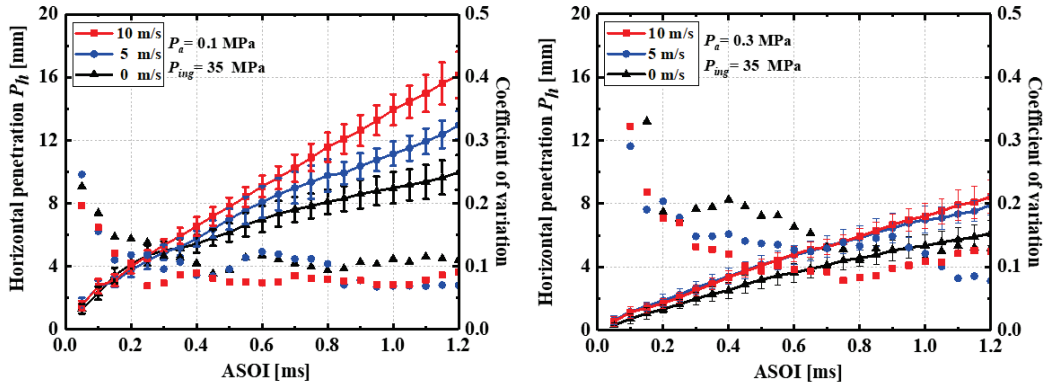 Horizontal penetration P_h [mm]
20
16
12
8
4
0
10 m/s
5 m/s
0 m/s
P_a= 0.1 MPa
P_ing= 35 MPa
0.5
0.4
0.3
0.2
0.1
0.0
Coefficient of variation
0.0 0.2 0.4 0.6 0.8 1.0 1.2
ASOI [ms]
Horizontal penetration P_h [mm]
20
16
12
8
4
0
10 m/s
5 m/s
0 m/s
P_a= 0.3 MPa
P_ing= 35 MPa
0.5
0.4
0.3
0.2
0.1
0.0
Coefficient of variation
0.0 0.2 0.4 0.6 0.8 1.0 1.2
ASOI [ms]